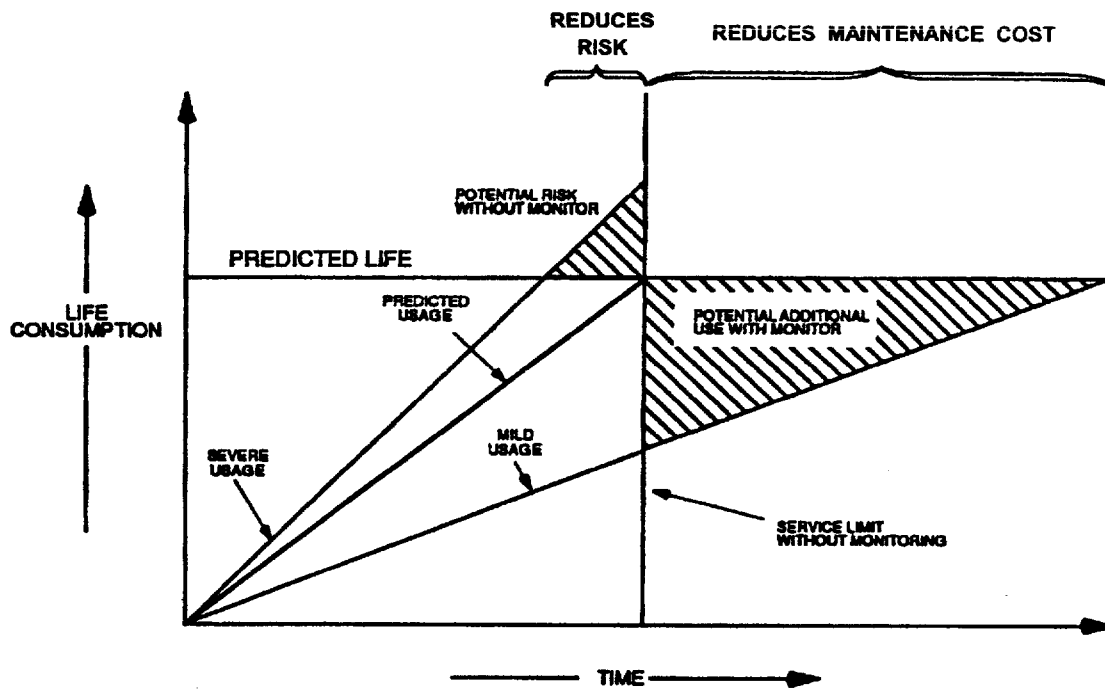 REDUCES
RISK
REDUCES MAINTENANCE COST
POTENTIAL RISK
WITHOUT MONITOR
PREDICTED LIFE
LIFE
CONSUMPTION
PREDICTED
USAGE
POTENTIAL ADDITIONAL
USE WITH MONITOR
SEVERE
USAGE
MILD
USAGE
SERVICE LIMIT
WITHOUT MONITORING
TIME